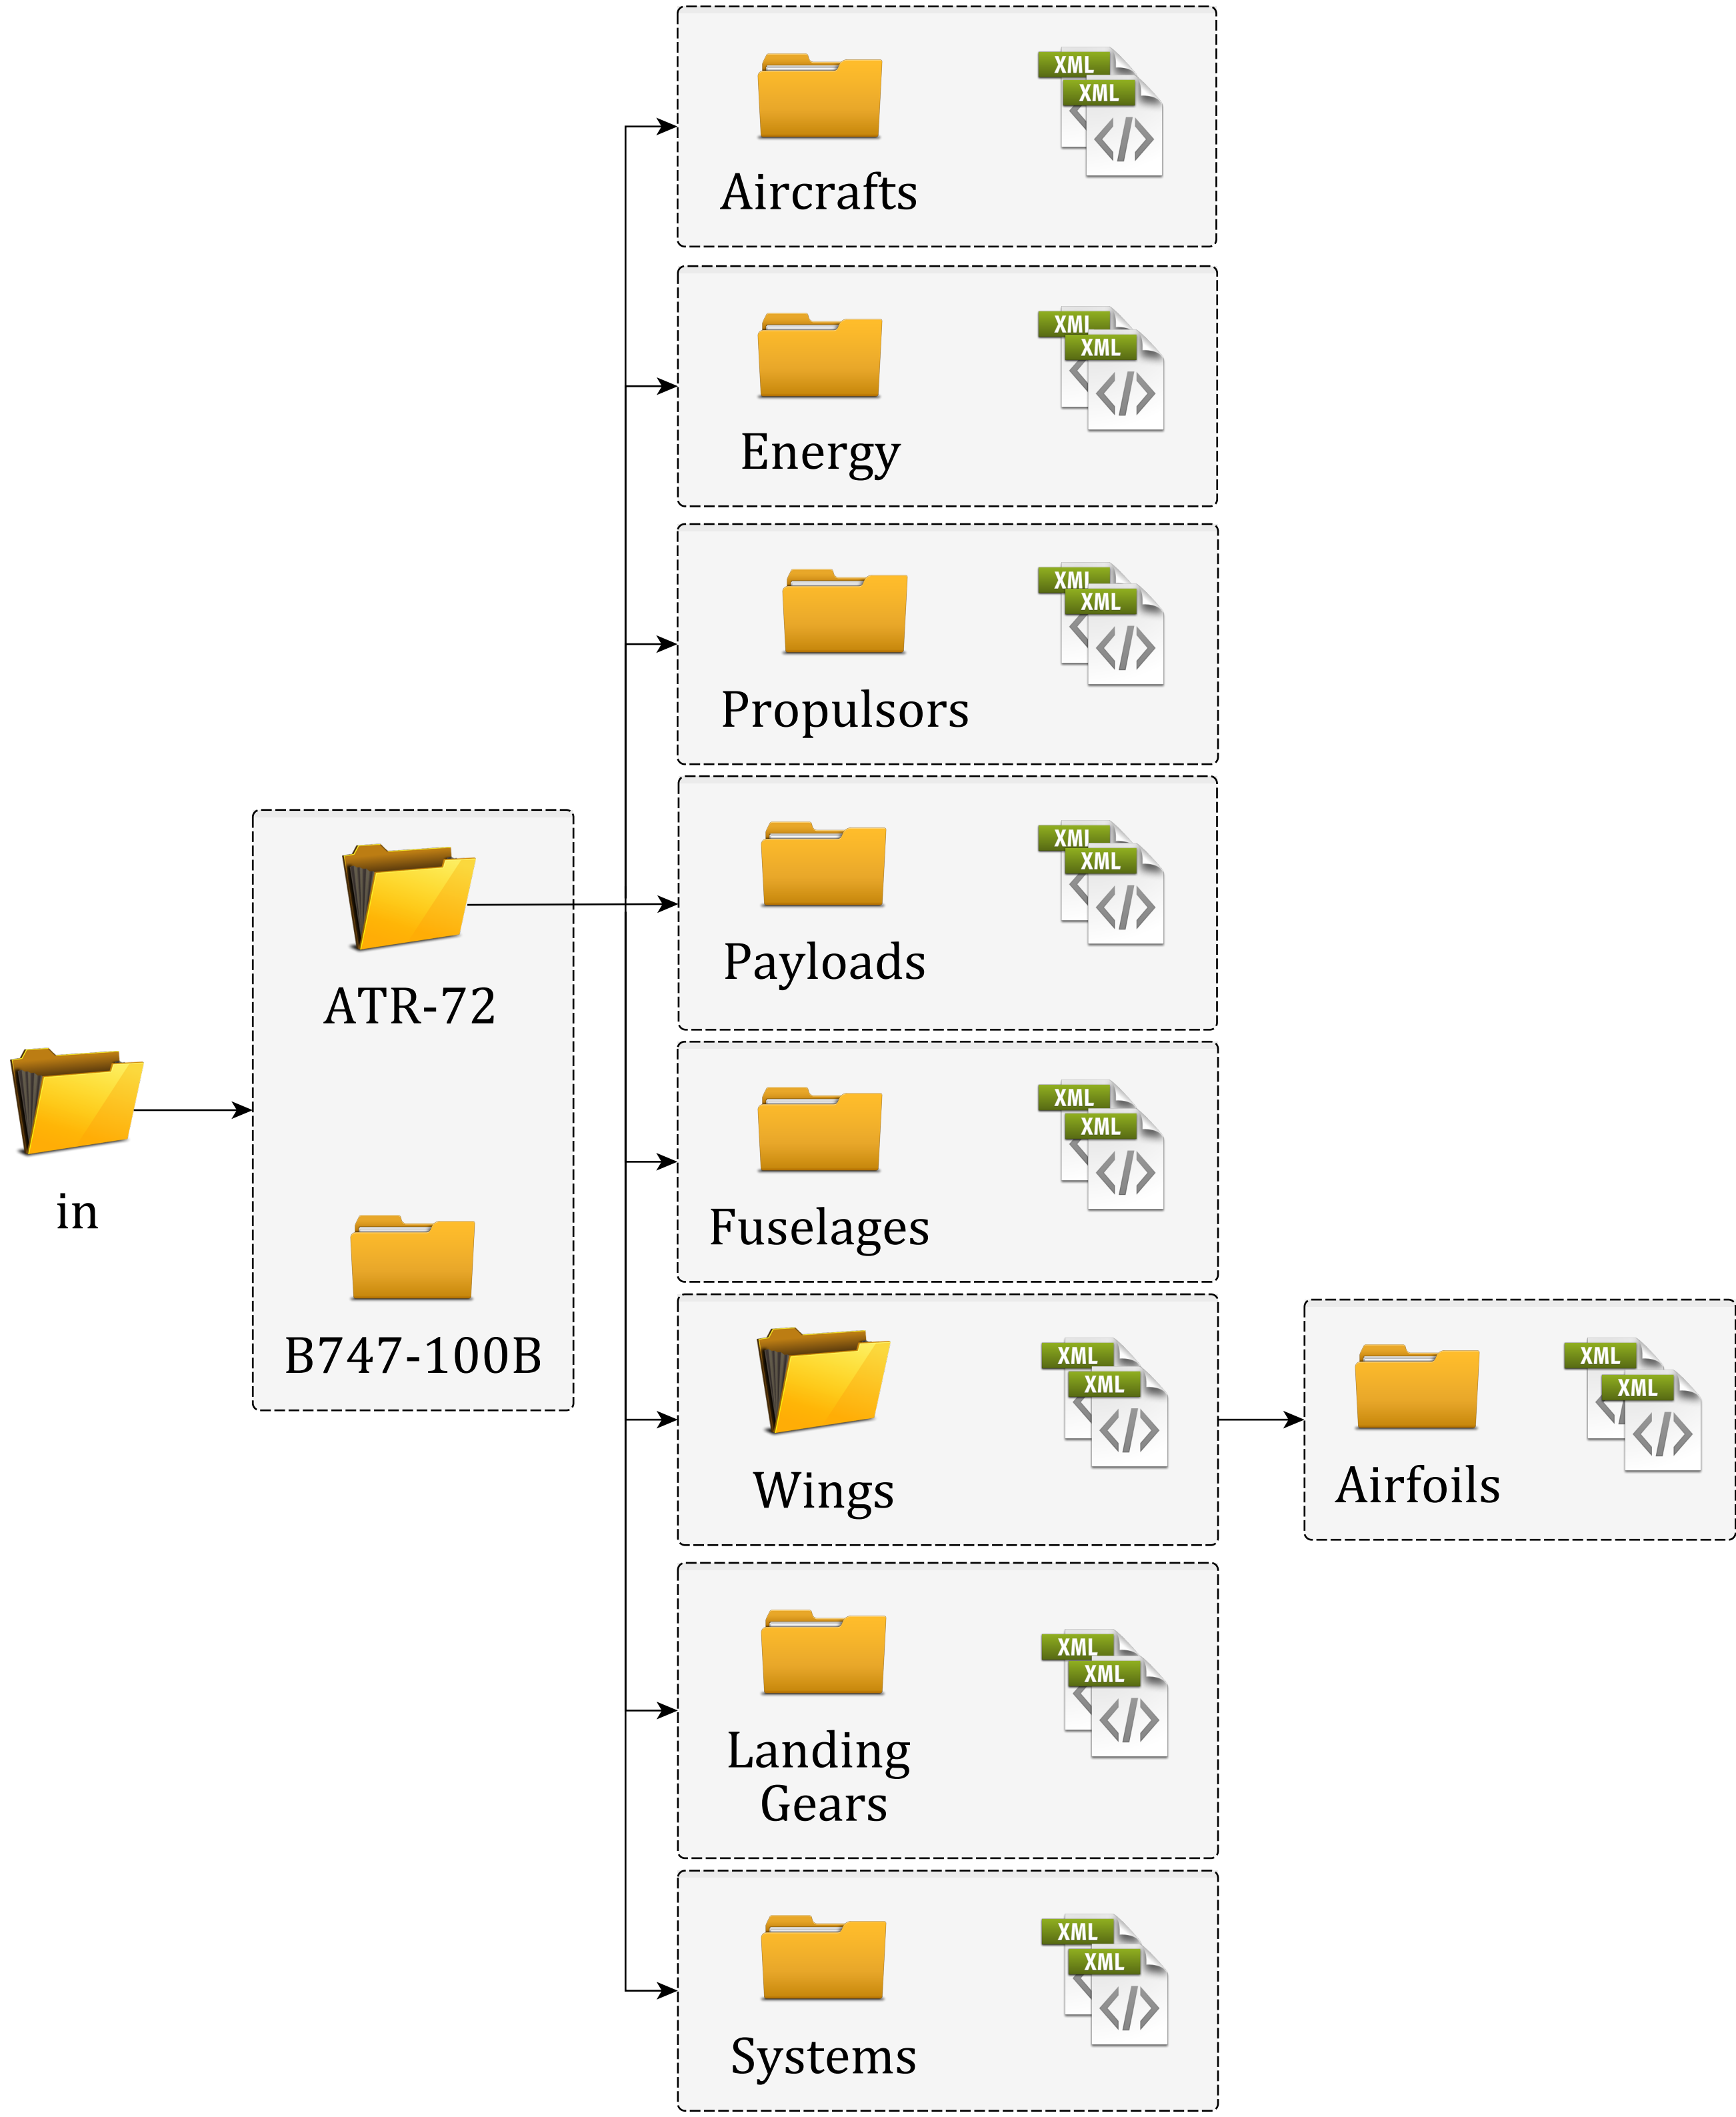 XML
XML
Aircrafts
XML
XML
Energy
XML
XML
Propulsors
XML
XML
Payloads
ATR-72
in
XML
XML
Fuselages
B747-100B
XML
XML
Wings
XML
XML
Airfoils
XML
XML
Landing
Gears
XML
XML
Systems